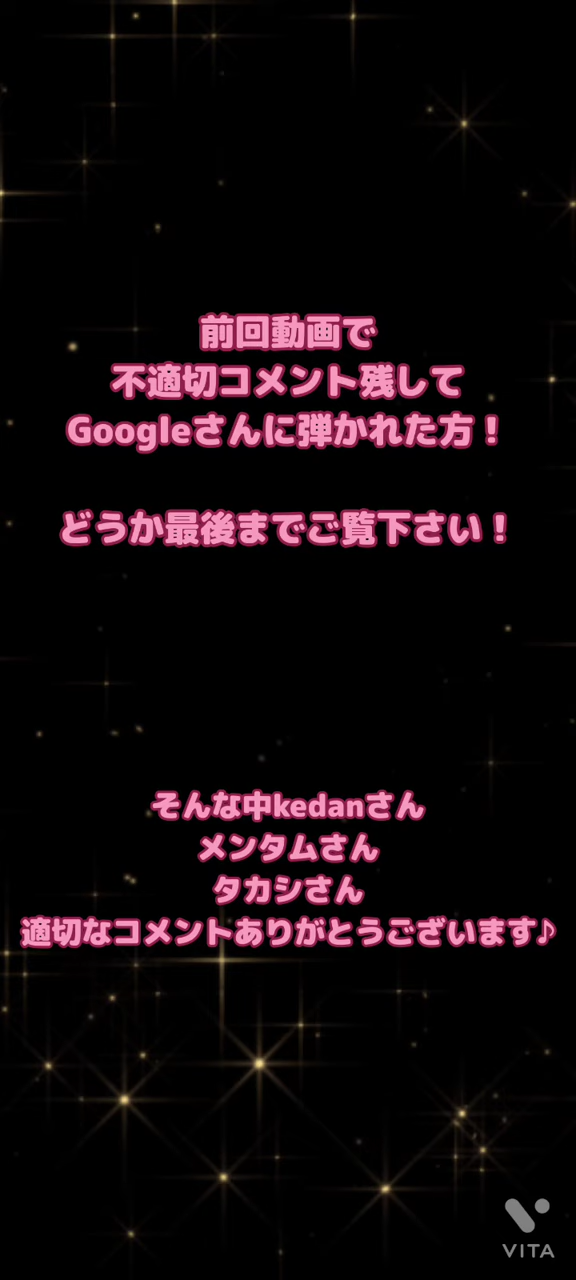 前回動画で
不適切コメント残して
Googleさんに弾かれた方！
どうか最後までご覧下さい！
そんな中kedanさん
メンタムさん
タカシさん
適切なコメントありがとうございます♪
VITA